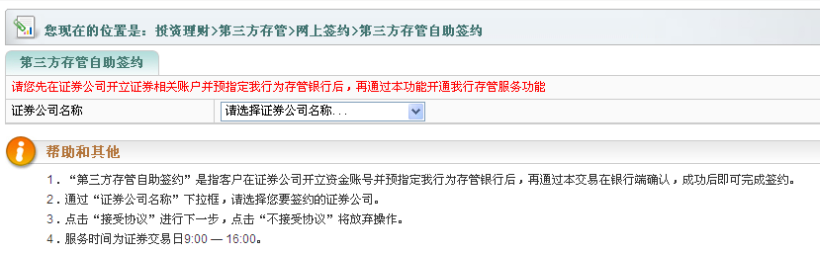 您现在的位置是：投资理财>第三方存管>网上签约>第三方存管自助签约
第三方存管自助签约
请您先在证券公司开立证券相关账户并预指定我行为存管银行后，再通过本功能开通我行存管服务功能
证券公司名称 请选择证券公司名称...
帮助和其他
1．“第三方存管自助签约”是指客户在证券公司开立资金账号并预指定我行为存管银行后，再通过本交易在银行端确认，成功后即可完成签约。
2．通过“证券公司名称”下拉框，请选择您要签约的证券公司。
3．点击“接受协议”进行下一步，点击“不接受协议”将放弃操作。
4．服务时间为证券交易日9:00 — 16:00。